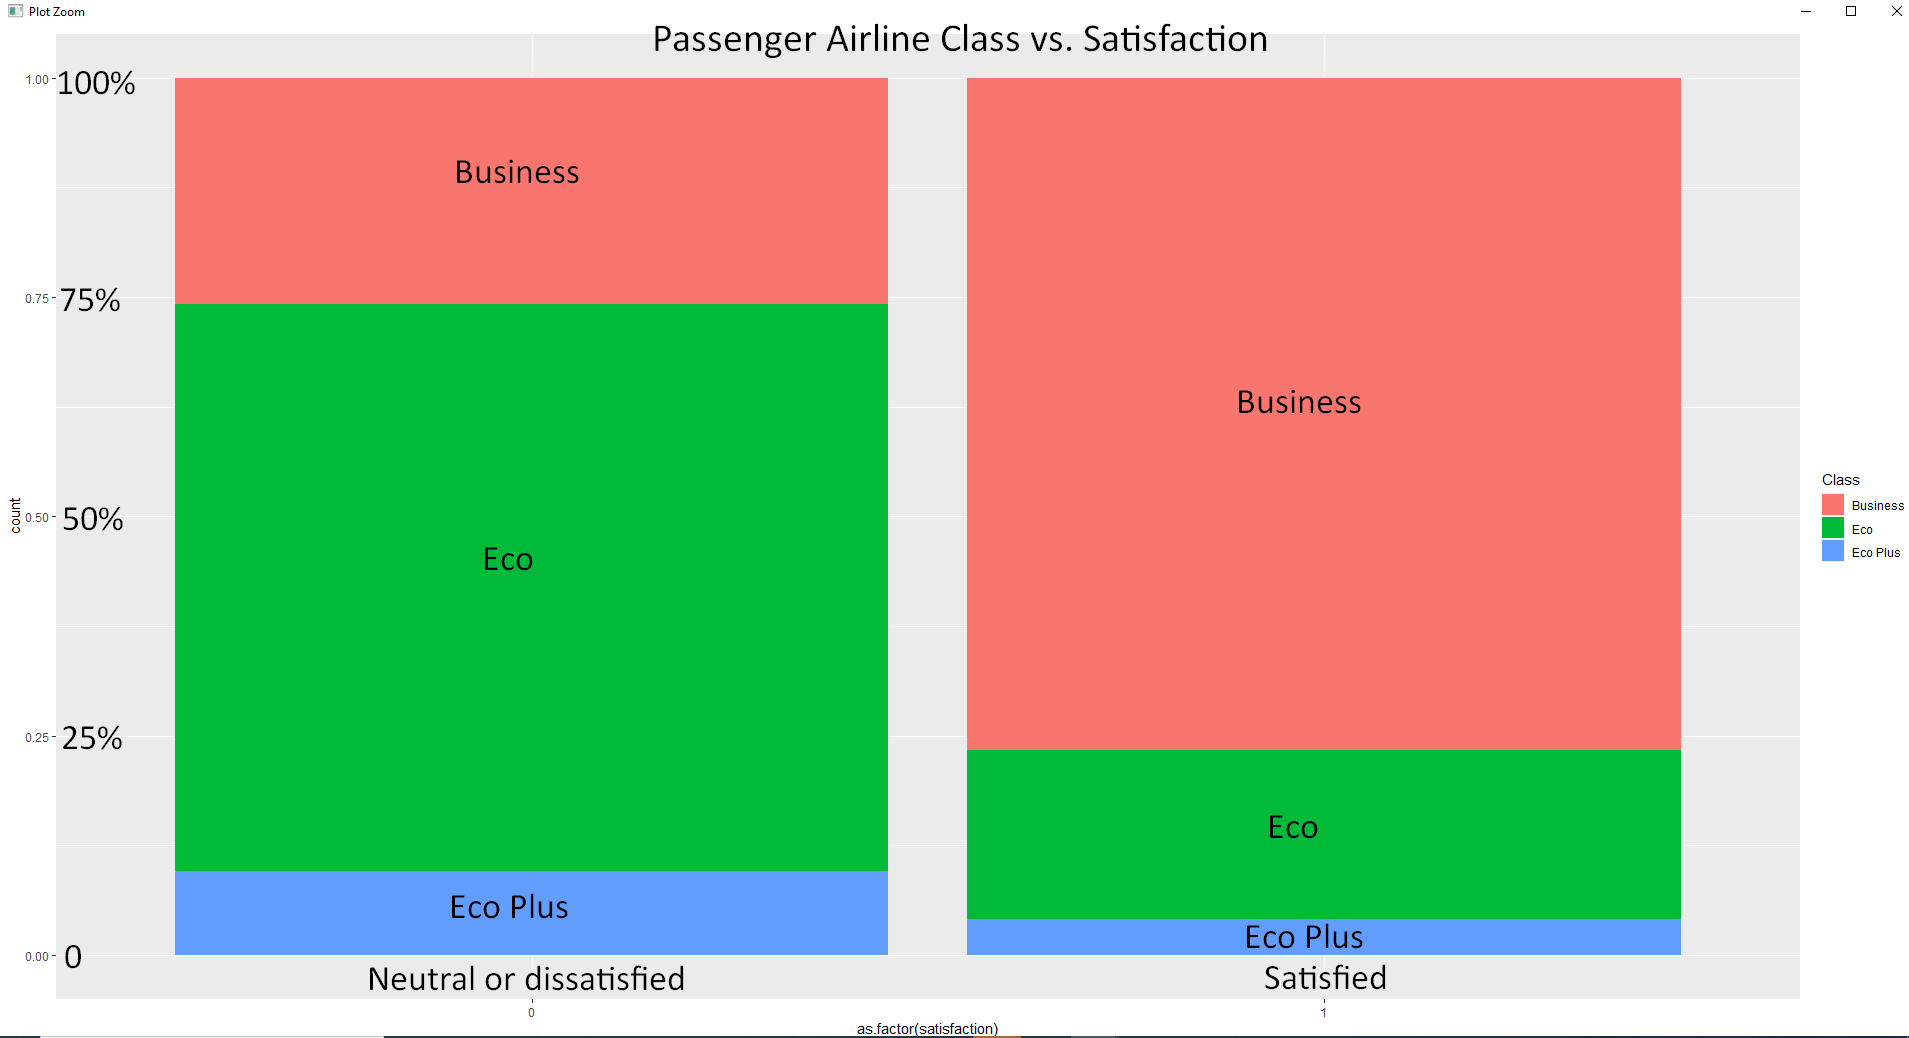 Plot Zoom
Passenger Airline Class vs. Satisfaction
1.00
100%
Business
0.75
75%
Business
count
0.50
50%
Eco
Class
Business
Eco
Eco Plus
0.25
25%
Eco
Eco Plus
Eco Plus
0.00
0
Neutral or dissatisfied
Satisfied
0
1
as.factor(satisfaction)